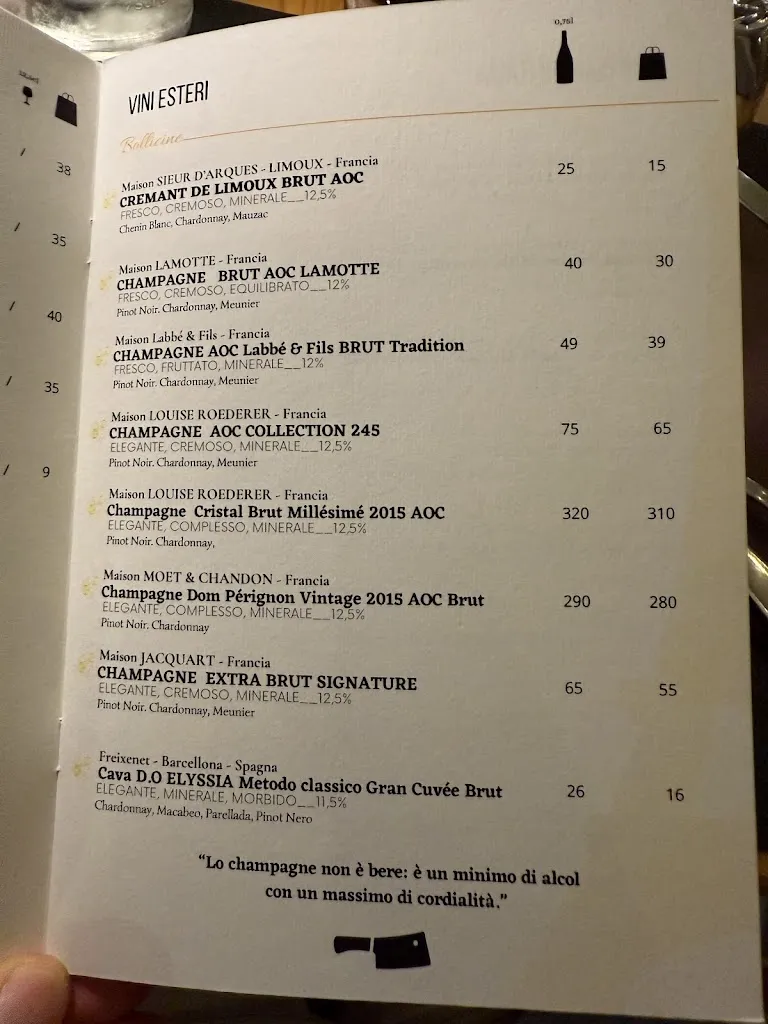 38
35
/ 40
/ 35
/ 9
0,75l
VINI ESTERI
Bollicine
Maison SIEUR D'ARQUES - LIMOUX - Francia
CREMANT DE LIMOUX BRUT AOC 25 15
FRESCO, CREMOSO, MINERALE__12,5%
Chenin Blanc, Chardonnay, Mauzac
Maison LAMOTTE - Francia
CHAMPAGNE BRUT AOC LAMOTTE 40 30
FRESCO, CREMOSO, EQUILIBRATO__12%
Pinot Noir. Chardonnay, Meunier
Maison Labbé & Fils - Francia
CHAMPAGNE AOC Labbé & Fils BRUT Tradition 49 39
FRESCO, FRUTTATO, MINERALE__12%
Pinot Noir. Chardonnay, Meunier
Maison LOUISE ROEDERER - Francia
CHAMPAGNE AOC COLLECTION 245 75 65
ELEGANTE, CREMOSO, MINERALE__12,5%
Pinot Noir. Chardonnay, Meunier
Maison LOUISE ROEDERER - Francia
Champagne Cristal Brut Millésimé 2015 AOC 320 310
ELEGANTE, COMPLESSO, MINERALE__12,5%
Pinot Noir. Chardonnay,
Maison MOET & CHANDON - Francia
Champagne Dom Pérignon Vintage 2015 AOC Brut 290 280
ELEGANTE, COMPLESSO, MINERALE__12,5%
Pinot Noir. Chardonnay
Maison JACQUART - Francia
CHAMPAGNE EXTRA BRUT SIGNATURE 65 55
ELEGANTE, CREMOSO, MINERALE__12,5%
Pinot Noir. Chardonnay, Meunier
Freixenet - Barcellona - Spagna
Cava D.O ELYSSIA Metodo classico Gran Cuvée Brut 26 16
ELEGANTE, MINERALE, MORBIDO__11,5%
Chardonnay, Macabeo, Parellada, Pinot Nero
“Lo champagne non è bere: è un minimo di alcol
con un massimo di cordialità.”